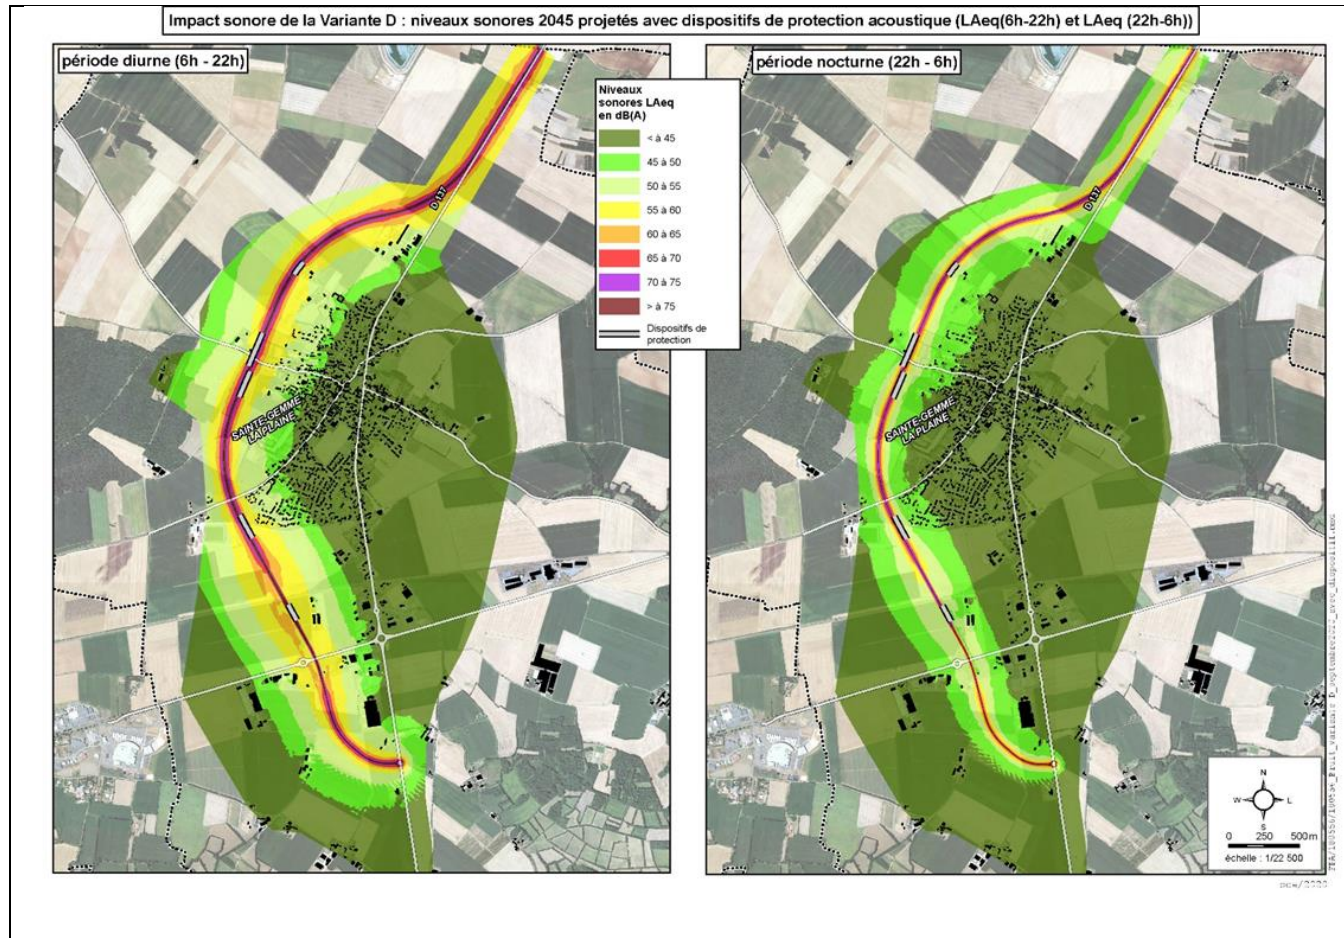 Impact sonore de la Variante D : niveaux sonores 2045 projetés avec dispositifs de protection acoustique (LAeq(6h-22h) et LAeq (22h-6h))
période diurne (6h - 22h)
période nocturne (22h - 6h)
Niveaux
sonores LAeq
en dB(A)
< à 45
45 à 50
50 à 55
55 à 60
60 à 65
65 à 70
70 à 75
> à 75
Dispositifs de
protection
D 137
SAINTE-GEMME
LA PLAINE
D 137
SAINTE-GEMME
LA PLAINE
N
W
L
S
0 250 500m
échelle : 1/22 500